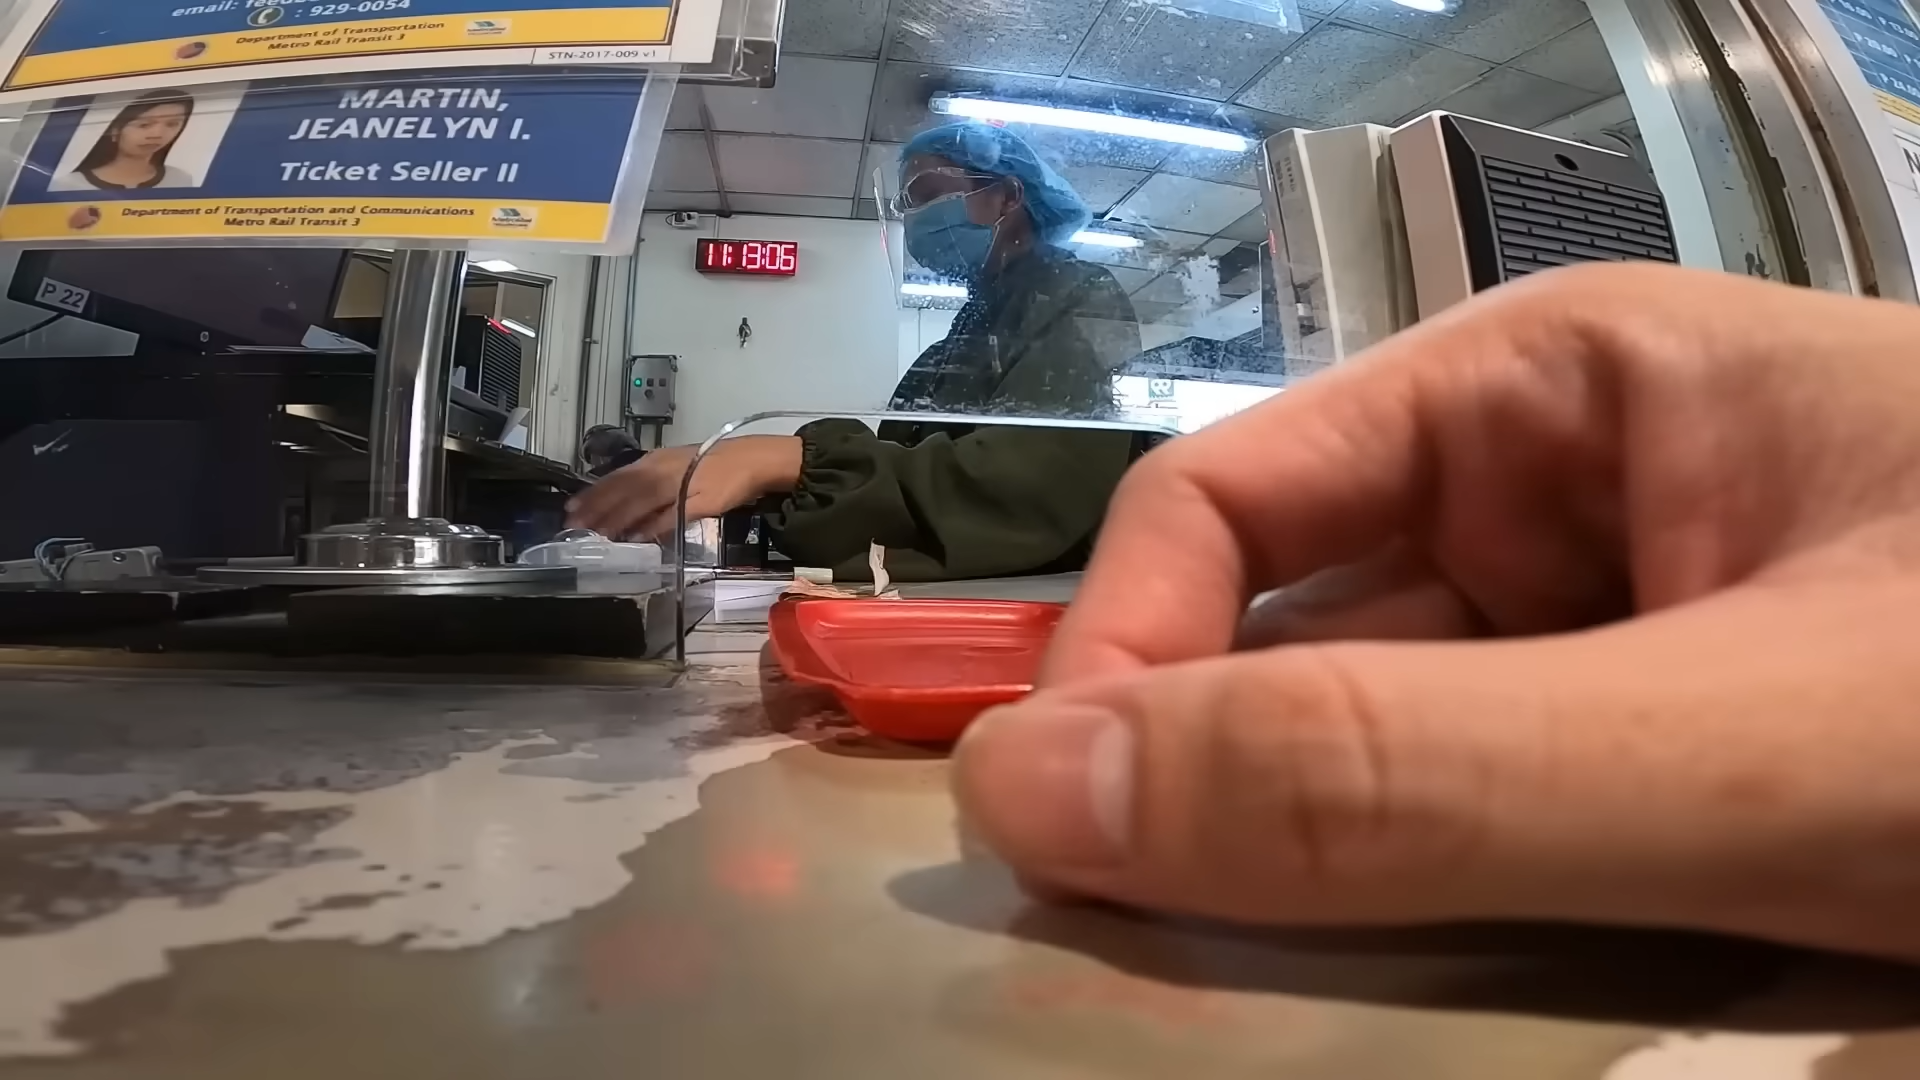 email:
: 929-0054
Department of Transportation
Metro Rail Transit 3
STN-2017-009 v1
MARTIN,
JEANELYN I.
Ticket Seller II
Department of Transportation and Communications
Metro Rail Transit 3
11:13:06
P 22